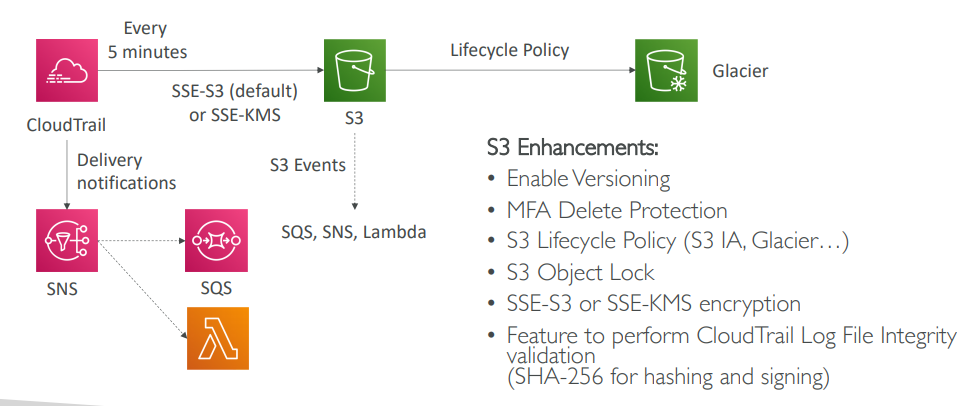 Every
5 minutes
Lifecycle Policy
Glacier
SSE-S3 (default)
or SSE-KMS
S3
CloudTrail
Delivery
notifications
S3 Events
SQS, SNS, Lambda
SNS
SQS
S3 Enhancements:
• Enable Versioning
• MFA Delete Protection
• S3 Lifecycle Policy (S3 IA, Glacier…)
• S3 Object Lock
• SSE-S3 or SSE-KMS encryption
• Feature to perform CloudTrail Log File Integrity
validation
(SHA-256 for hashing and signing)